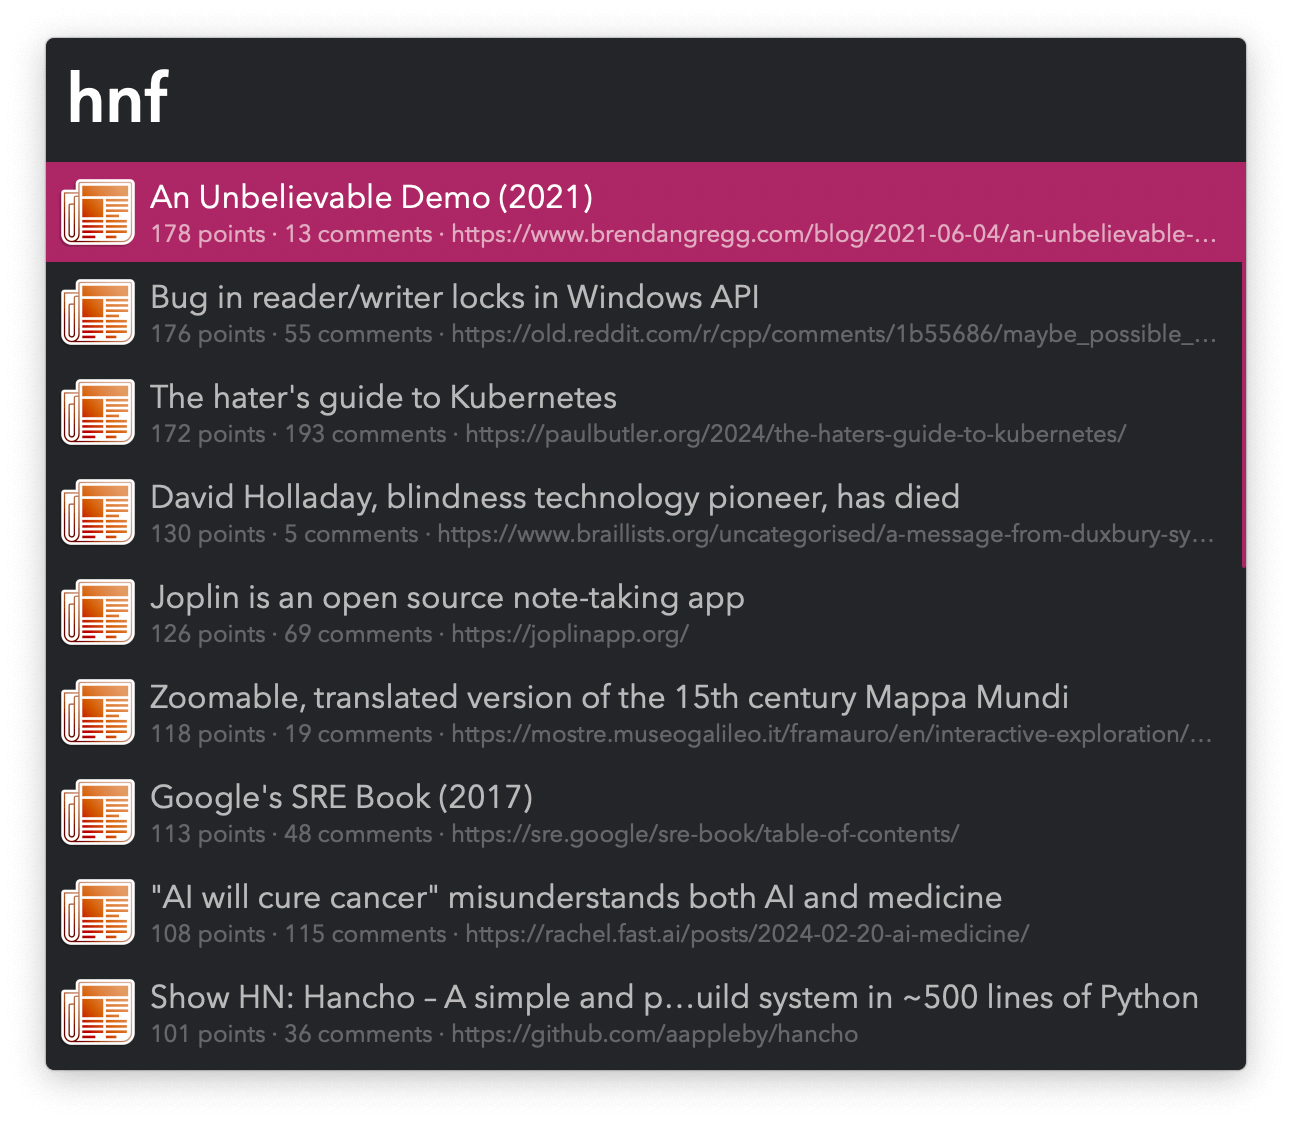 hnf
An Unbelievable Demo (2021)
178 points · 13 comments · https://www.brendangregg.com/blog/2021-06-04/an-unbelievable-…
Bug in reader/writer locks in Windows API
176 points · 55 comments · https://old.reddit.com/r/cpp/comments/1b55686/maybe_possible_…
The hater's guide to Kubernetes
172 points · 193 comments · https://paulbutler.org/2024/the-haters-guide-to-kubernetes/
David Holladay, blindness technology pioneer, has died
130 points · 5 comments · https://www.braillists.org/uncategorised/a-message-from-duxbury-sy…
Joplin is an open source note-taking app
126 points · 69 comments · https://joplinapp.org/
Zoomable, translated version of the 15th century Mappa Mundi
118 points · 19 comments · https://mostre.museogalileo.it/framauro/en/interactive-exploration/…
Google's SRE Book (2017)
113 points · 48 comments · https://sre.google/sre-book/table-of-contents/
"AI will cure cancer" misunderstands both AI and medicine
108 points · 115 comments · https://rachel.fast.ai/posts/2024-02-20-ai-medicine/
Show HN: Hancho – A simple and p…uild system in ~500 lines of Python
101 points · 36 comments · https://github.com/aappleby/hancho